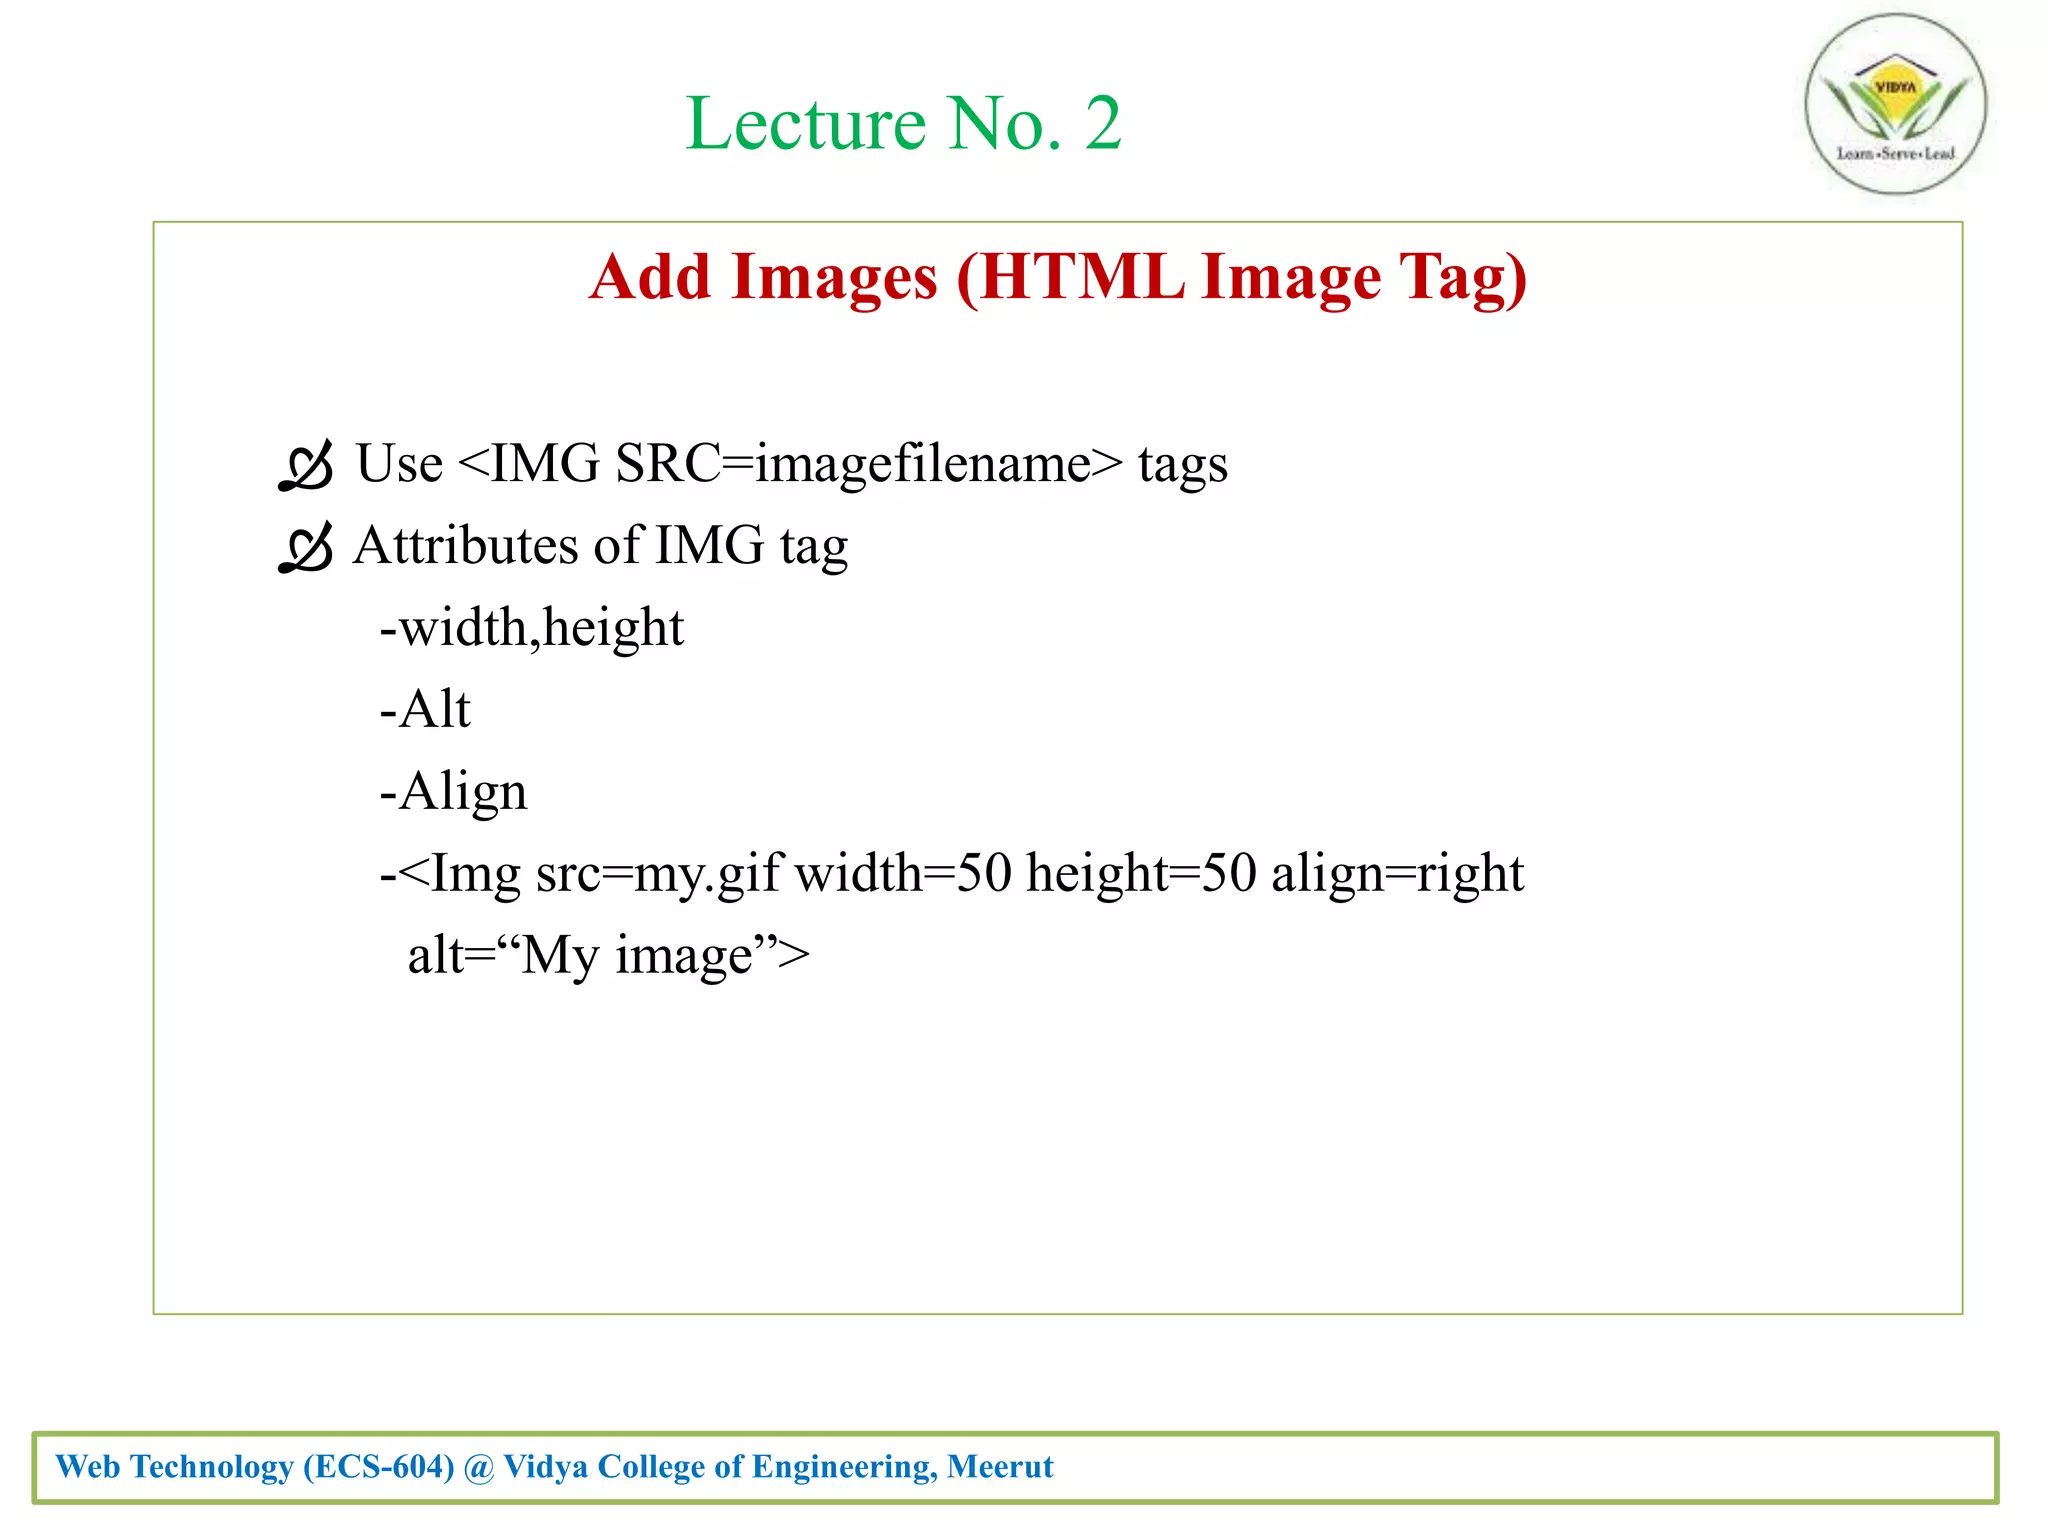 Lecture No. 2
VIDYA
Learn•Serve•Lead
Add Images (HTML Image Tag)
Use <IMG SRC=imagefilename> tags
Attributes of IMG tag
-width,height
-Alt
-Align
-<Img src=my.gif width=50 height=50 align=right
alt=“My image”>
Web Technology (ECS-604) @ Vidya College of Engineering, Meerut